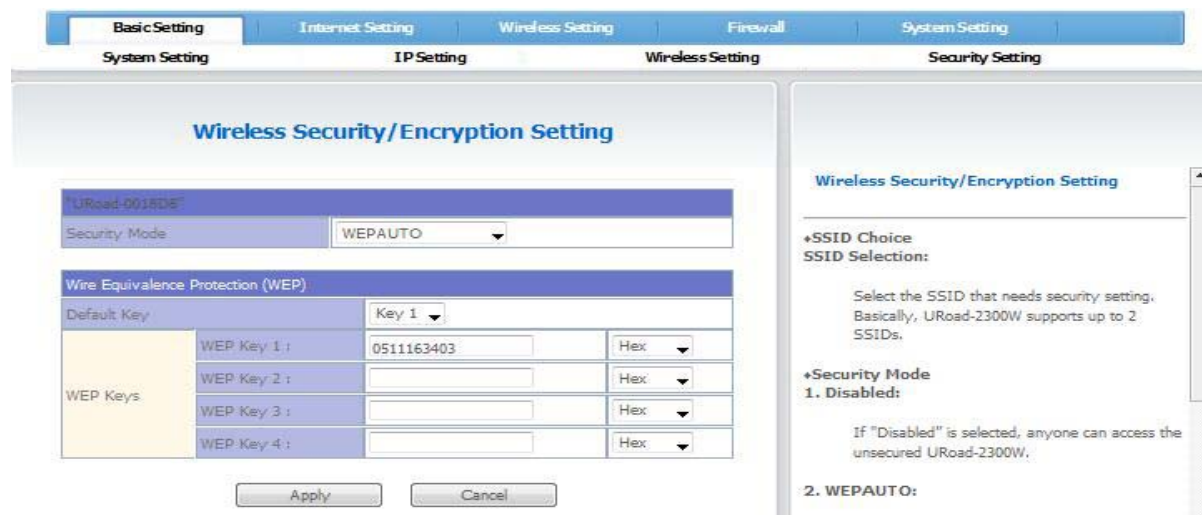 Basic Setting Internet Setting Wireless Setting Firewall System Setting
System Setting IP Setting Wireless Setting Security Setting
Wireless Security/Encryption Setting
"URoad-0018D8"
Security Mode WEPAUTO
Wire Equivalence Protection (WEP)
Default Key Key 1
WEP Keys
WEP Key 1 : 0511163403 Hex
WEP Key 2 : Hex
WEP Key 3 : Hex
WEP Key 4 : Hex
Apply Cancel
Wireless Security/Encryption Setting
♦SSID Choice
SSID Selection:
Select the SSID that needs security setting.
Basically, URoad-2300W supports up to 2
SSIDs.
♦Security Mode
1. Disabled:
If "Disabled" is selected, anyone can access the
unsecured URoad-2300W.
2. WEPAUTO: